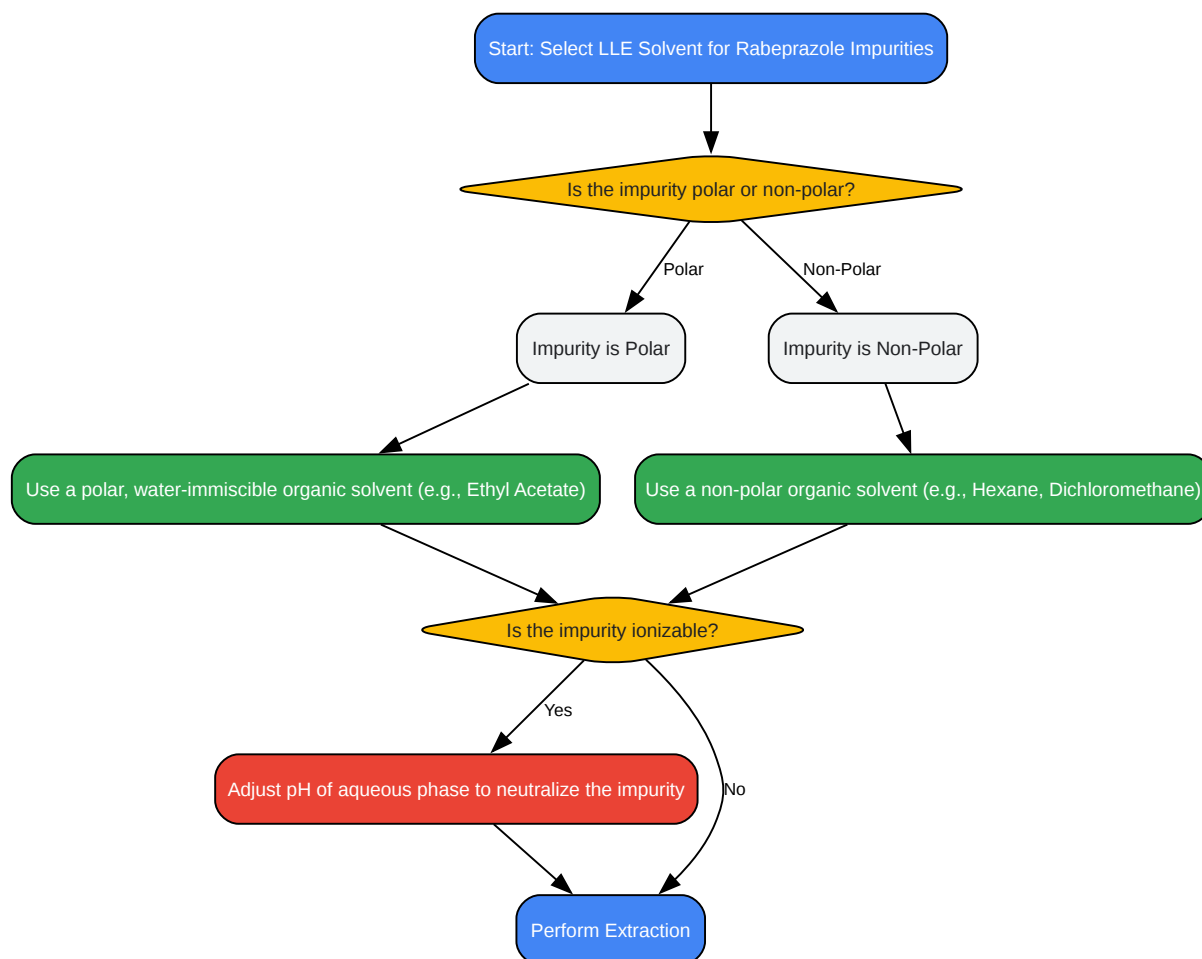 Start: Select LLE Solvent for Rabeprazole Impurities
Is the impurity polar or non-polar?
Polar
Non-Polar
Impurity is Polar
Impurity is Non-Polar
Use a polar, water-immiscible organic solvent (e.g., Ethyl Acetate)
Use a non-polar organic solvent (e.g., Hexane, Dichloromethane)
Is the impurity ionizable?
Yes
Adjust pH of aqueous phase to neutralize the impurity
No
Perform Extraction